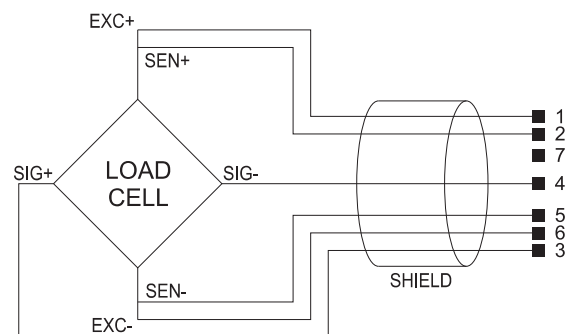 EXC+
SEN+
1
2
7
SIG+
LOAD
CELL
SIG-
4
5
6
3
SHIELD
SEN-
EXC-